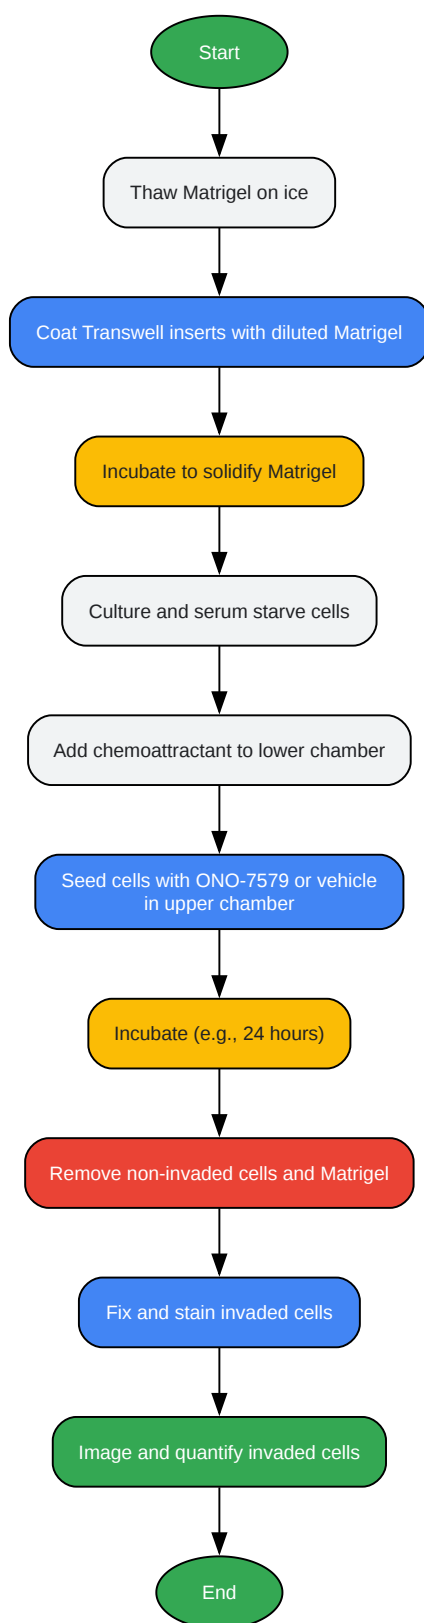 Start
Thaw Matrigel on ice
Coat Transwell inserts with diluted Matrigel
Incubate to solidify Matrigel
Culture and serum starve cells
Add chemoattractant to lower chamber
Seed cells with ONO-7579 or vehicle
in upper chamber
Incubate (e.g., 24 hours)
Remove non-invaded cells and Matrigel
Fix and stain invaded cells
Image and quantify invaded cells
End